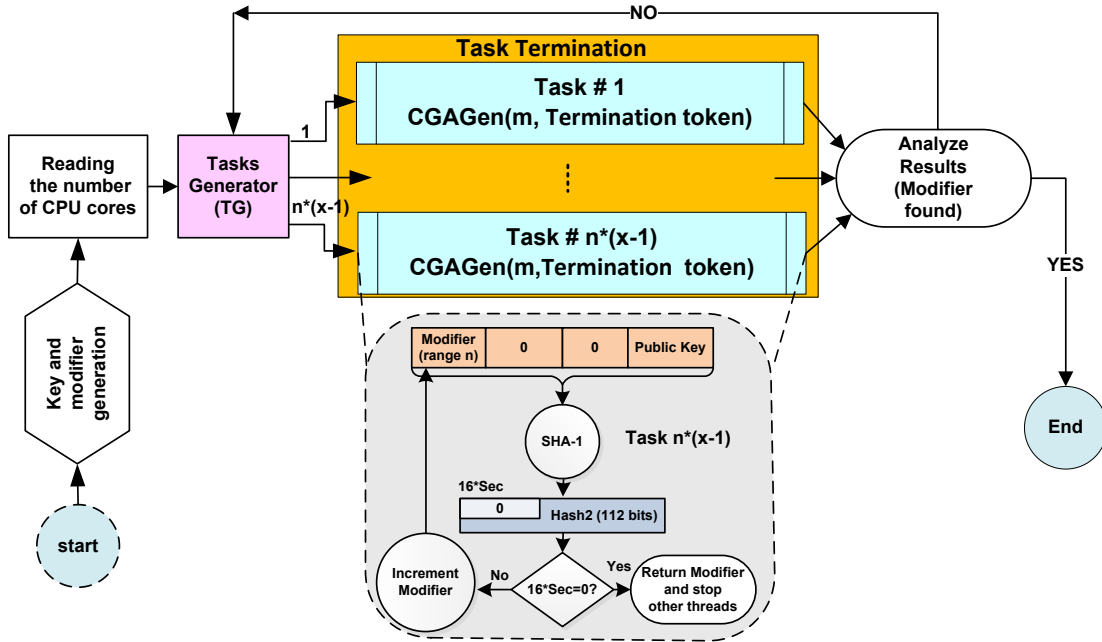 NO
Task Termination
Task # 1
CGAGen(m, Termination token)
1
Reading
the number
of CPU cores
Tasks
Generator
(TG)
n*(x-1)
Analyze
Results
(Modifier
found)
Task # n*(x-1)
CGAGen(m,Termination token)
YES
Key and
modifier
generation
Modifier
(range n)
0
0
Public Key
SHA-1
Task n*(x-1)
End
16*Sec
0
Hash2 (112 bits)
start
Increment
Modifier
No
16*Sec=0?
Yes
Return Modifier
and stop
other threads